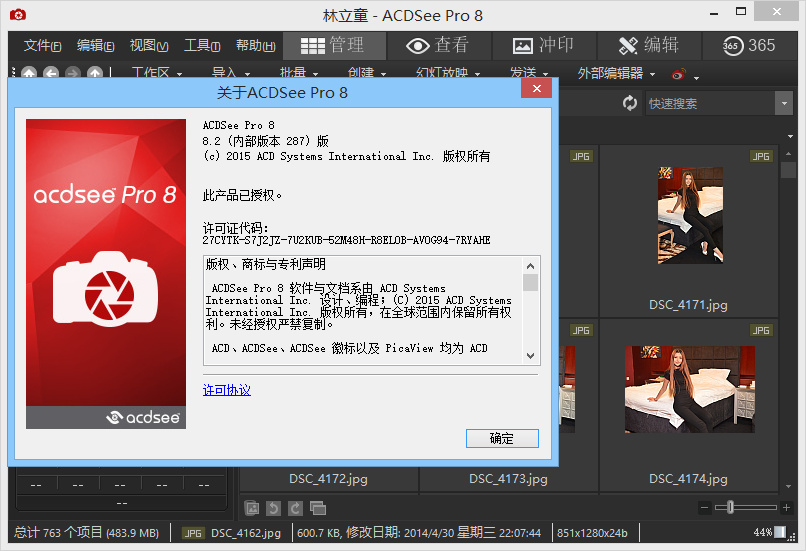 林立童 - ACDSee Pro 8
文件(F) 编辑(E) 视图(V) 工具(T) 帮助(H) 管理 查看 冲印 编辑 365 365
工作区 导入 批量 创建 幻灯放映 发送 外部编辑器
快速搜索
关于ACDSee Pro 8
acdsee Pro 8
acdsee
ACDSee Pro 8
8.2 (内部版本 287) 版
(c) 2015 ACD Systems International Inc. 版权所有
此产品已授权。
许可证代码:
27CYTK-S7J2JZ-7U2KUB-52M48H-R8ELOB-AVOG94-7RYAHE
版权、商标与专利声明
ACDSee Pro 8 软件与文档系由 ACD Systems
International Inc. 设计、编程;(C) 2015 ACD Systems
International Inc. 版权所有，在全球范围内保留所有权
利。未经授权严禁复制。
ACD、ACDSee、ACDSee 徽标以及 PicaView 均为 ACD
许可协议
确定
JPG JPG
DSC_4171.jpg
JPG JPG
DSC_4172.jpg DSC_4173.jpg DSC_4174.jpg
-- -- -- -- --
--
总计 763 个项目 (483.9 MB) JPG DSC_4162.jpg 600.7 KB, 修改日期: 2014/4/30 星期三 22:07:44 851x1280x24b 44%